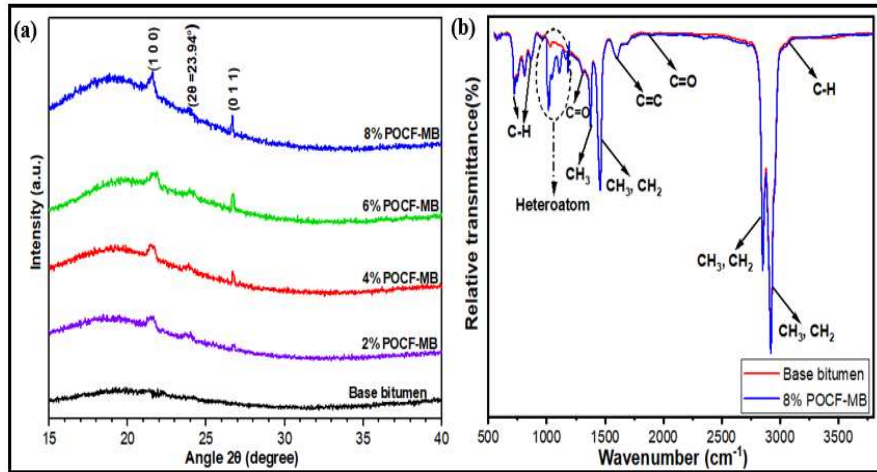 (a)
(1 0 0)
(2θ =23.94°)
(0 1 1)
8% POCF-MB
6% POCF-MB
4% POCF-MB
2% POCF-MB
Base bitumen
Intensity (a.u.)
15 20 25 30 35 40
Angle 2θ (degree)
(b)
C-H
Heteroatom
C=O
CH₃
CH₃, CH₂
C=C
C=O
C-H
CH₃, CH₂
CH₃, CH₂
Base bitumen
8% POCF-MB
Relative transmittance(%)
500 1000 1500 2000 2500 3000 3500
Wavenumber (cm⁻¹)